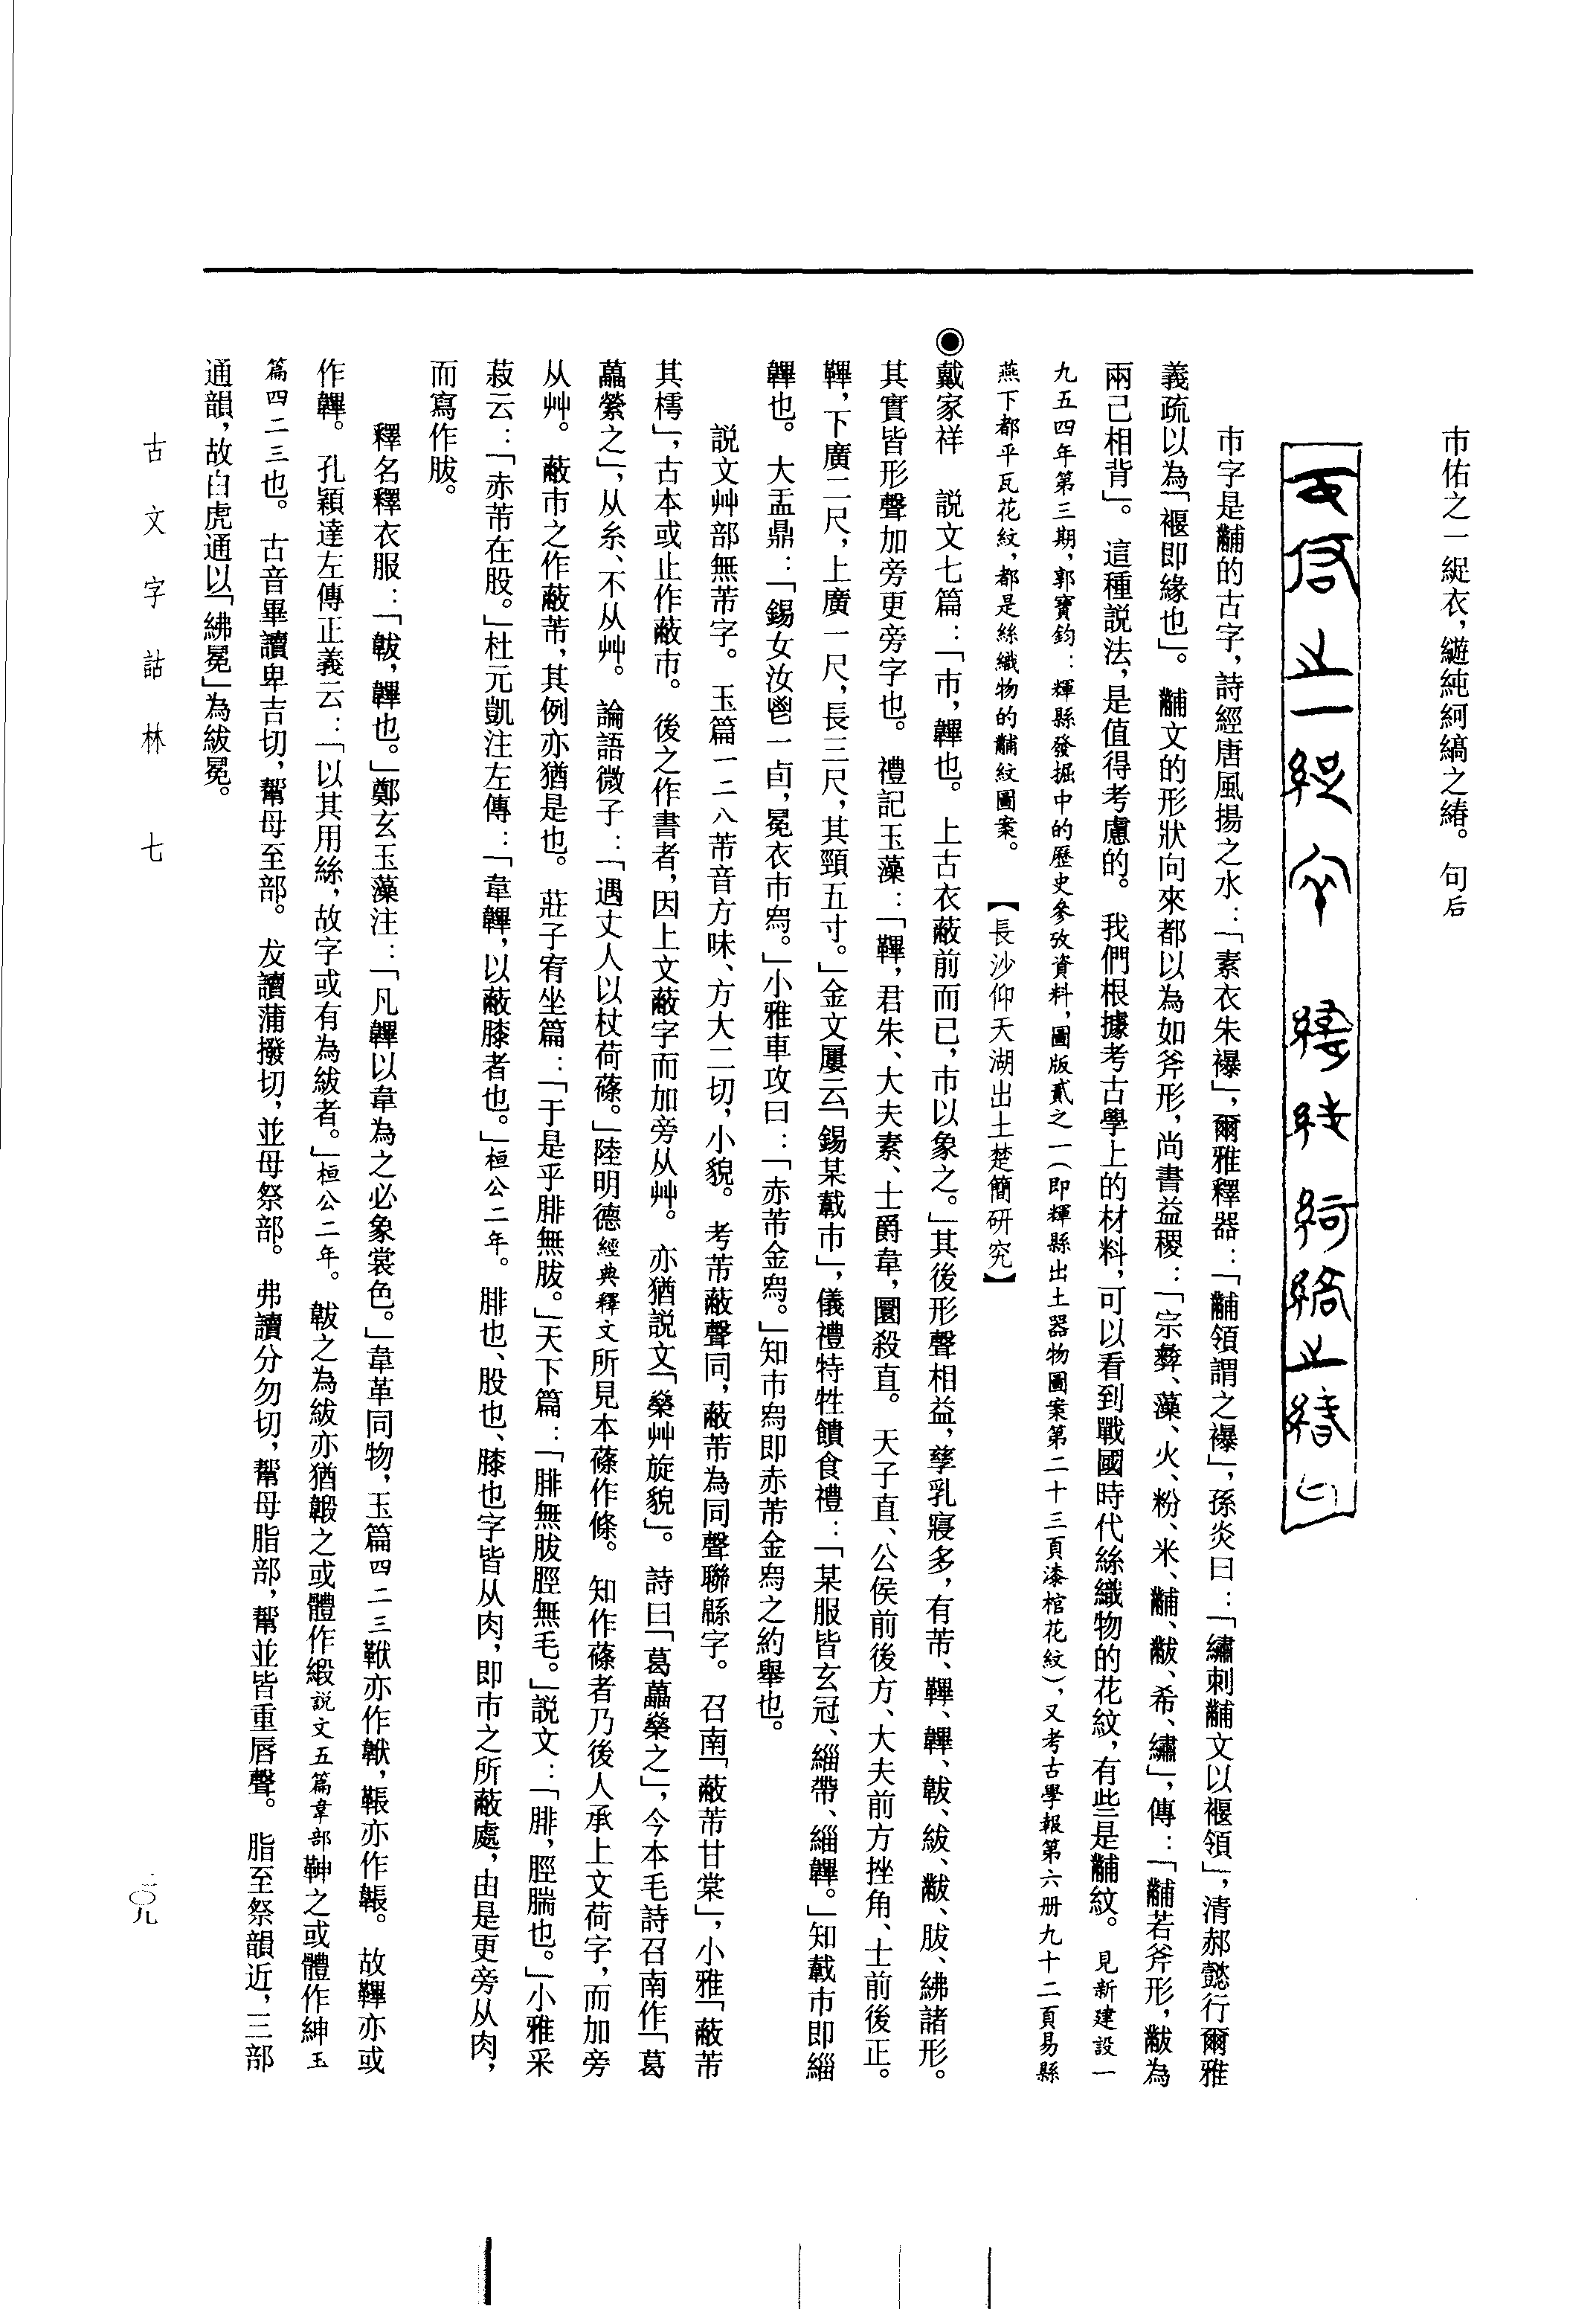 市佑之一緹衣，䌜純綗縞之䋺。句后
市字是黼的古字，詩經唐風揚之水：「素衣朱襮」，爾雅釋器：「黼領謂之襮」，孫炎曰：「繡刺黼文以褗領」，清郝懿行爾雅
義疏以為「褗即緣也」。黼文的形狀向來都以為如斧形，尚書益稷：「宗彝、藻、火、粉、米、黼、黻、希、繡」，傳：「黼若斧形，黻為
兩己相背」。這種説法，是值得考慮的。我們根據考古學上的材料，可以看到戰國時代絲織物的花紋，有些是黼紋。見新建設一
九五四年第三期，郭寶鈞：輝縣發掘中的歷史參攷資料，圖版貳之一（即輝縣出土器物圖案第二十三頁漆棺花紋），又考古學報第六册九十二頁易縣
燕下都平瓦花紋，都是絲織物的黼紋圖案。【長沙仰天湖出土楚簡研究】
◉戴家祥　説文七篇：「市，韠也。上古衣蔽前而已，市以象之。」其後形聲相益，孳乳寖多，有芾、鞸、韠、韍、紱、黻、胈、紼諸形。
其實皆形聲加旁更旁字也。禮記玉藻：「鞸，君朱、大夫素、士爵韋，圜殺直。天子直、公侯前後方、大夫前方挫角、士前後正。
鞸，下廣二尺，上廣一尺，長三尺，其頸五寸。」金文屢云「錫某戴市」，儀禮特牲饋食禮：「某服皆玄冠、緇帶、緇韠。」知戴市即緇
韠也。大盂鼎：「錫女汝鬯一卣，冕衣市舄。」小雅車攻曰：「赤芾金舄。」知市舄即赤芾金舄之約舉也。
説文艸部無芾字。玉篇一二八芾音方味、方大二切，小貌。考芾蔽聲同，蔽芾為同聲聯緜字。召南「蔽芾甘棠」，小雅「蔽芾
其樗」，古本或止作蔽市。後之作書者，因上文蔽字而加旁从艸。亦猶説文「藥艸旋貌」。詩曰「葛藟藥之」，今本毛詩召南作「葛
藟縈之」，从糸、不从艸。論語微子：「遇丈人以杖荷蓧。」陸明德經典釋文所見本蓧作條。知作蓧者乃後人承上文荷字，而加旁
从艸。蔽市之作蔽芾，其例亦猶是也。莊子宥坐篇：「于是乎腓無胈。」天下篇：「腓無胈脛無毛。」説文：「腓，脛腨也。」小雅采
菽云：「赤芾在股。」杜元凱注左傳：「韋韠，以蔽膝者也。」桓公二年。腓也、股也、膝也字皆从肉，即市之所蔽處，由是更旁从肉，
而寫作胈。
釋名釋衣服：「韍，韠也。」鄭玄玉藻注：「凡韠以韋為之必象裳色。」韋革同物，玉篇四二三靯亦作韨，鞎亦作韔。故鞸亦或
作韠。孔穎達左傳正義云：「以其用絲，故字或有為紱者。」桓公二年。韍之為紱亦猶韖之或體作緞説文五篇韋部鞞之或體作紳玉
篇四二三也。古音畢讀卑吉切，幫母至部。犮讀蒲撥切，並母祭部。弗讀分勿切，幫母脂部，幫並皆重唇聲。脂至祭韻近，三部
通韻，故白虎通以「紼冕」為紱冕。
古文字詁林　七